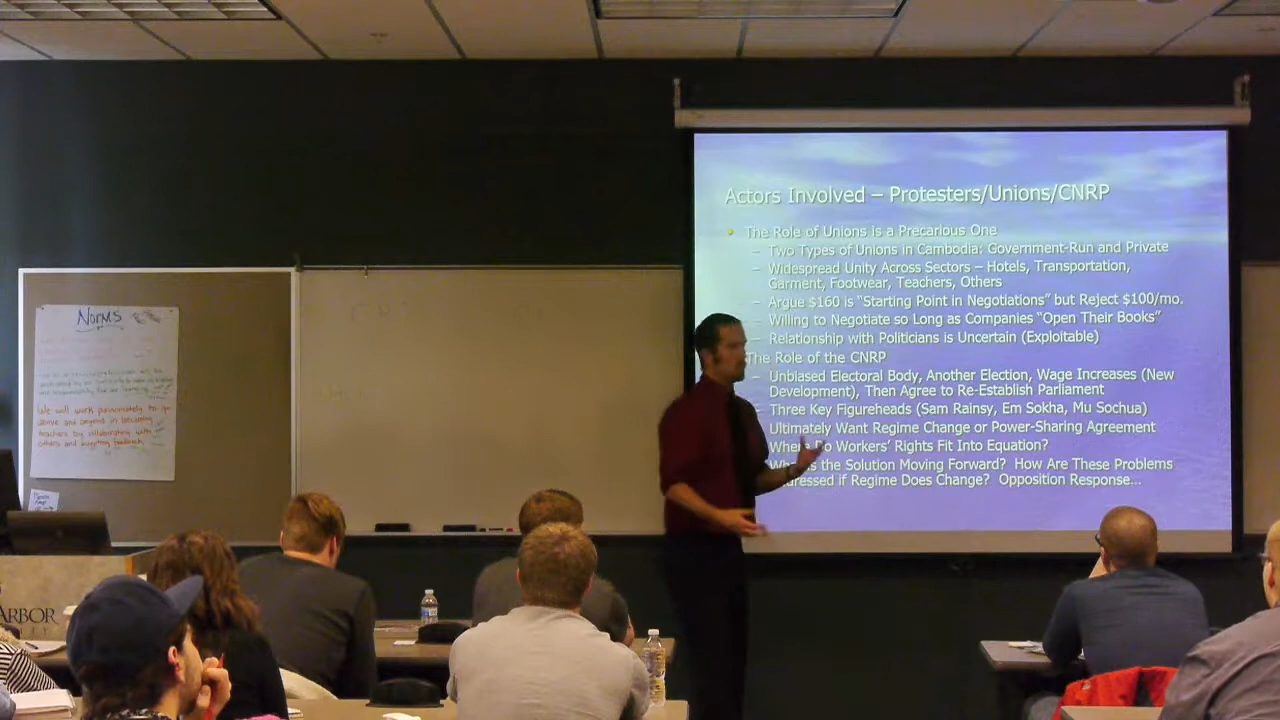 Actors Involved – Protesters/Unions/CNRP
The Role of Unions is a Precarious One
– Two Types of Unions in Cambodia: Government-Run and Private
– Widespread Unity Across Sectors – Hotels, Transportation,
Garment, Footwear, Teachers, Others
– Argue $160 is "Starting Point in Negotiations" but Reject $100/mo.
– Willing to Negotiate so Long as Companies "Open Their Books"
– Relationship with Politicians is Uncertain (Exploitable)
The Role of the CNRP
– Unbiased Electoral Body, Another Election, Wage Increases (New
Development), Then Agree to Re-Establish Parliament
Three Key Figureheads (Sam Rainsy, Em Sokha, Mu Sochua)
Ultimately Want Regime Change or Power-Sharing Agreement
Where Do Workers' Rights Fit Into Equation?
the Solution Moving Forward? How Are These Problems
if Regime Does Change? Opposition Response...
Norms
We will work
above and beyond in becoming
teachers by collaborating with
others and accepting feedback.
ARBOR